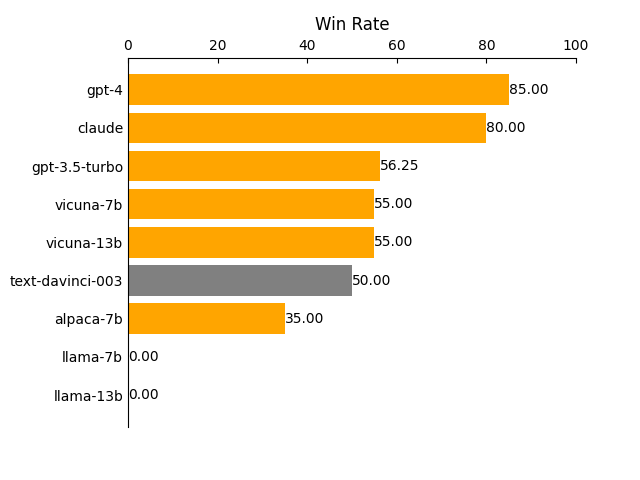 Win Rate
0 20 40 60 80 100
gpt-4 85.00
claude 80.00
gpt-3.5-turbo 56.25
vicuna-7b 55.00
vicuna-13b 55.00
text-davinci-003 50.00
alpaca-7b 35.00
llama-7b 0.00
llama-13b 0.00